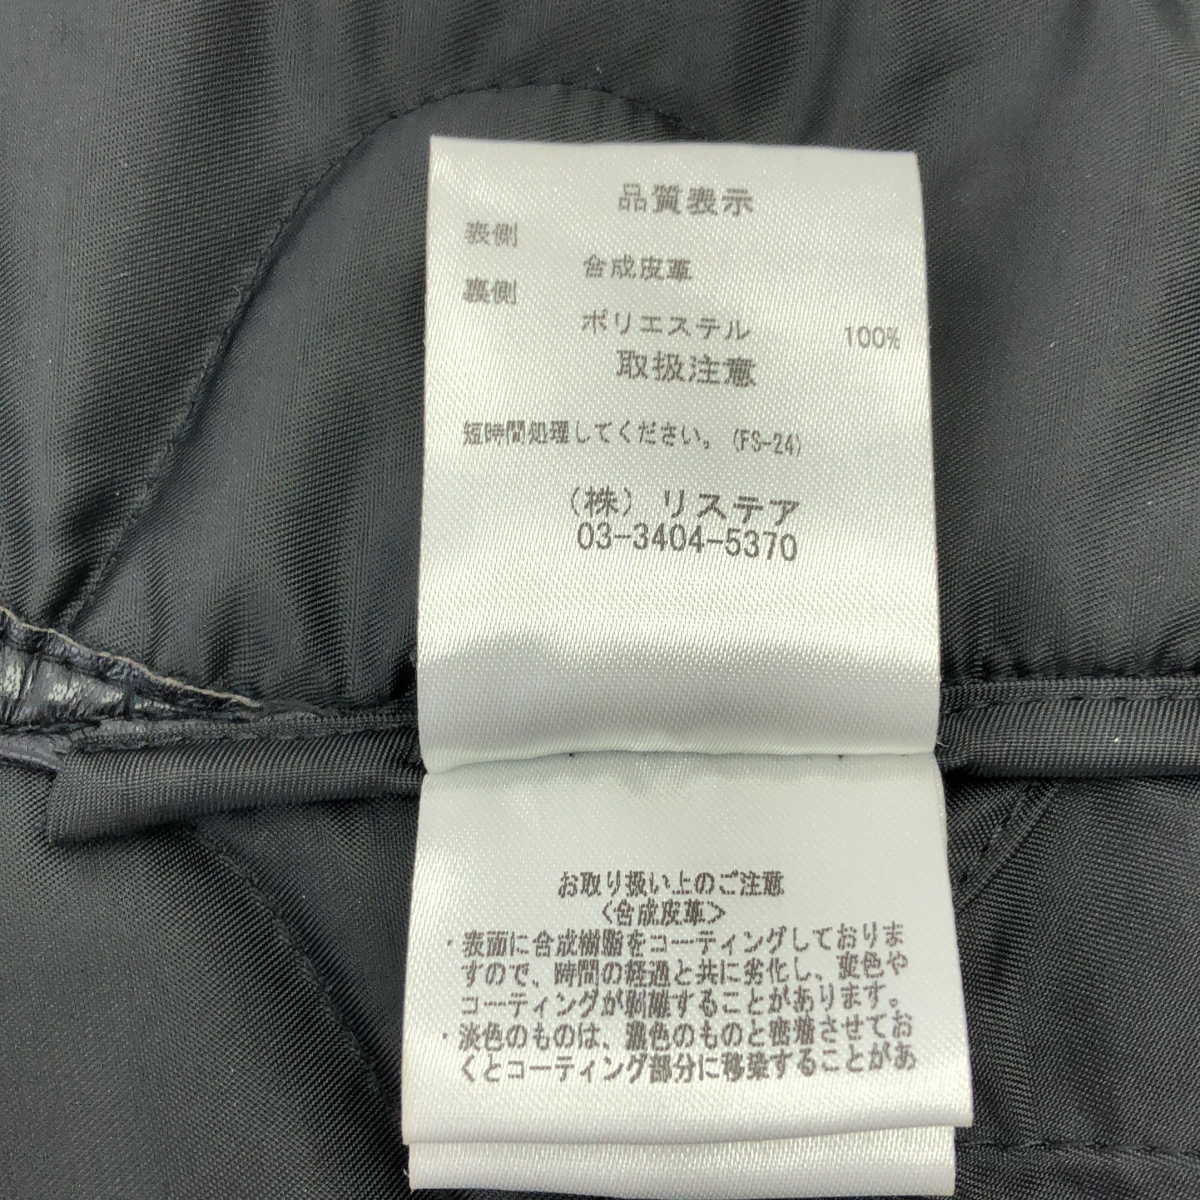 品質表示
表側
合成皮革
裏側
ポリエステル 100%
取扱注意
短時間処理してください。(FS-24)
(株) リステア
03-3404-5370
お取り扱い上のご注意
<合成皮革>
・表面に合成樹脂をコーティングしておりま
すので、時間の経過と共に劣化し、変色や
コーティングが剥離することがあります。
・淡色のものは、濃色のものと密着させてお
くとコーティング部分に移染することがあ